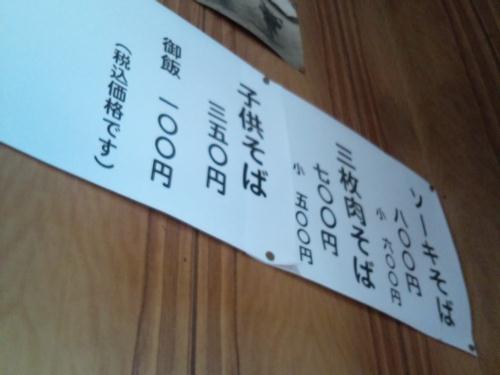 ソーキそば
八〇〇円
小 六〇〇円
三枚肉そば
七〇〇円
小 五〇〇円
子供そば
三五〇円
御飯 一〇〇円
（税込価格です）